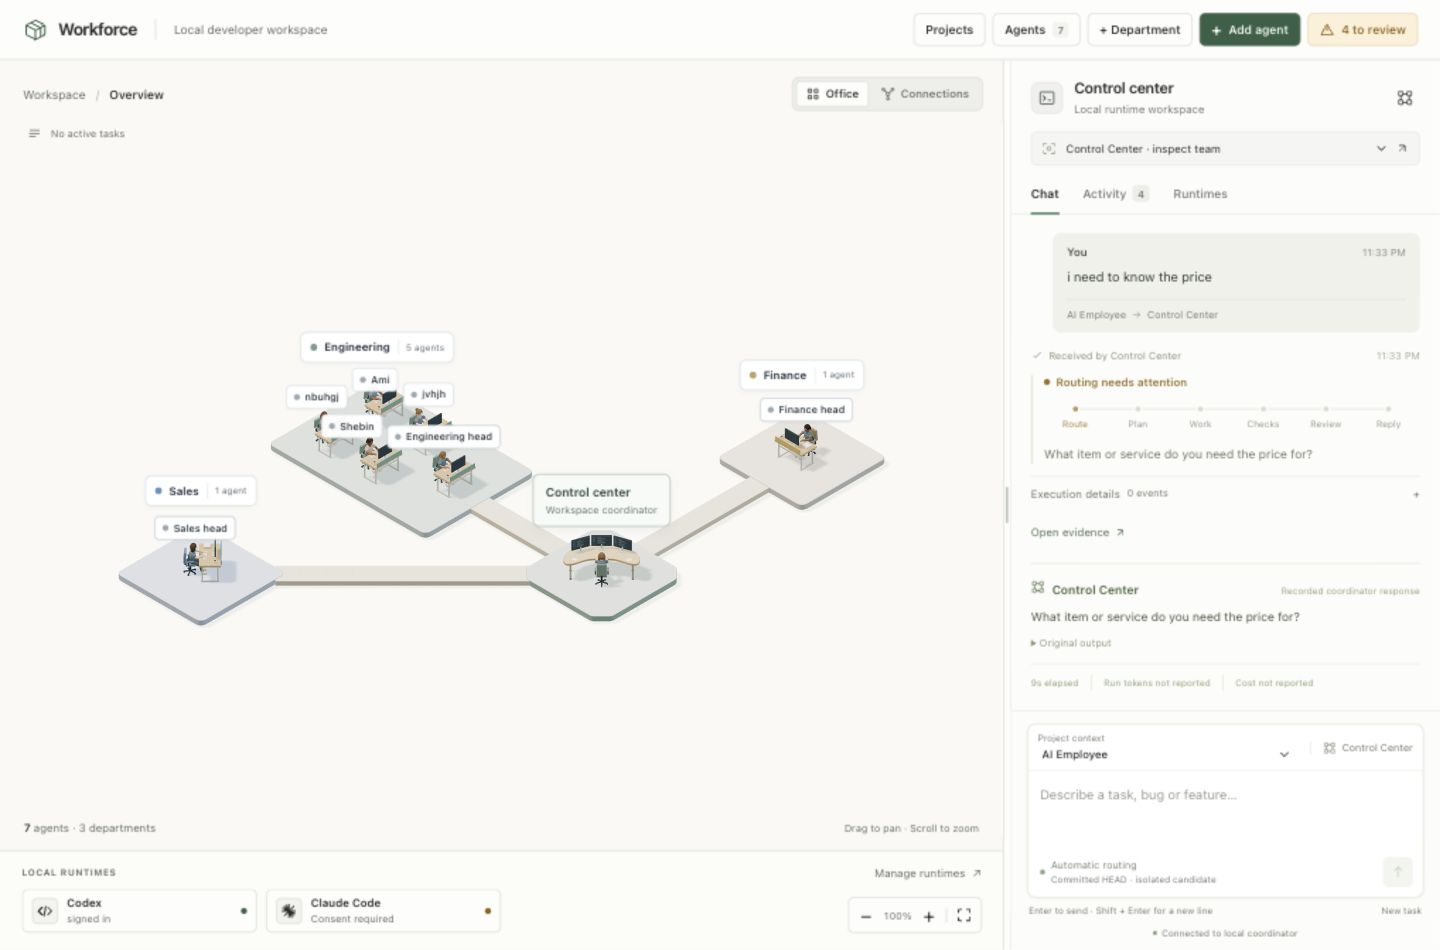 Workforce
Local developer workspace
Projects
Agents 7
+ Department
+ Add agent
4 to review
Workspace / Overview
Office
Connections
No active tasks
Engineering 5 agents
Ami
nbuhgj
jvhjh
Shebin
Engineering head
Finance 1 agent
Finance head
Sales 1 agent
Sales head
Control center
Workspace coordinator
7 agents · 3 departments
Drag to pan · Scroll to zoom
LOCAL RUNTIMES
Manage runtimes
Codex
signed in
Claude Code
Consent required
100%
Control center
Local runtime workspace
Control Center · inspect team
Chat
Activity 4
Runtimes
You 11:33 PM
i need to know the price
AI Employee → Control Center
Received by Control Center 11:33 PM
Routing needs attention
Route Plan Work Checks Review Reply
What item or service do you need the price for?
Execution details 0 events +
Open evidence
Control Center Recorded coordinator response
What item or service do you need the price for?
Original output
9s elapsed Run tokens not reported Cost not reported
Project context
AI Employee
Control Center
Describe a task, bug or feature...
Automatic routing
Committed HEAD · isolated candidate
Enter to send · Shift + Enter for a new line New task
Connected to local coordinator